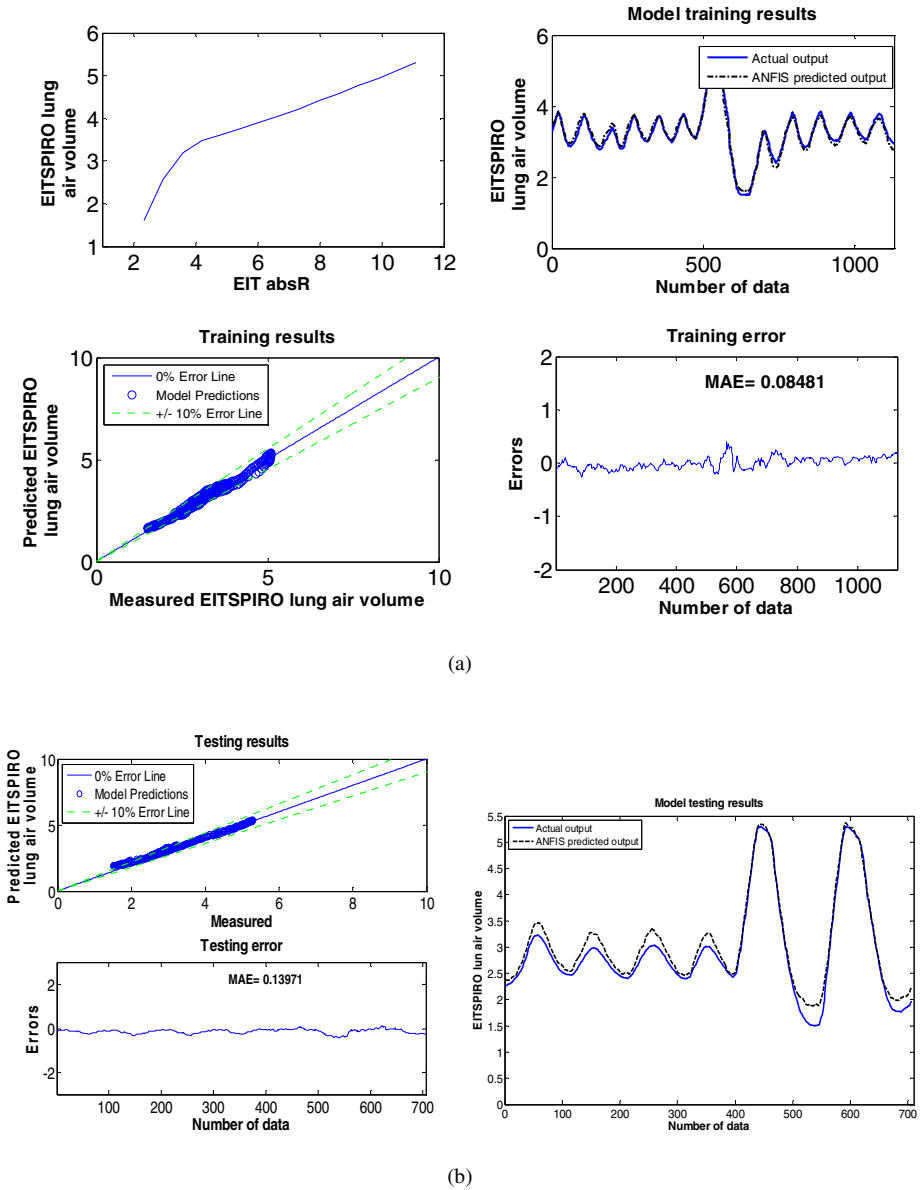 6
5
4
3
2
1
2
4
6
8
10
12
EITSPIRO lung
air volume
EIT absR
Model training results
6
4
2
0
0
500
1000
EITSPIRO
lung air volume
Number of data
Actual output
ANFIS predicted output
Training results
10
5
0
0
5
10
Predicted EITSPIRO
lung air volume
Measured EITSPIRO lung air volume
0% Error Line
Model Predictions
+/- 10% Error Line
Training error
2
1
0
-1
-2
200
400
600
800
1000
Errors
Number of data
MAE= 0.08481
(a)
Testing results
10
5
0
0
2
4
6
8
10
Predicted EITSPIRO
lung air volume
Measured
0% Error Line
Model Predictions
+/- 10% Error Line
Testing error
2
0
-2
100
200
300
400
500
600
700
Errors
Number of data
MAE= 0.13971
Model testing results
5.5
5
4.5
4
3.5
3
2.5
2
1.5
1
0.5
0
0
100
200
300
400
500
600
700
EITSPIRO lun air volume
Number of data
Actual output
ANFIS predicted output
(b)